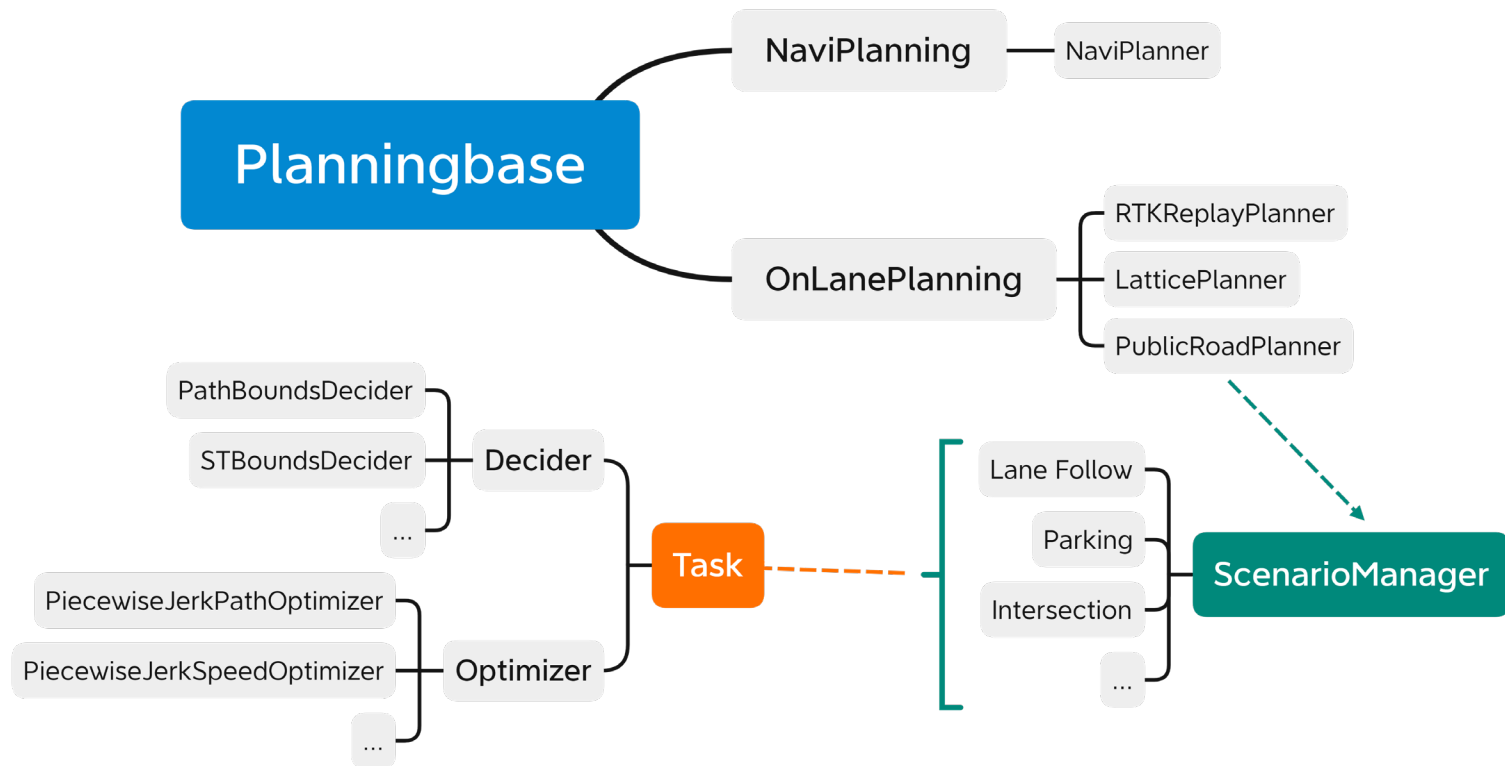 Planningbase
NaviPlanning
NaviPlanner
OnLanePlanning
RTKReplayPlanner
LatticePlanner
PublicRoadPlanner
PathBoundsDecider
STBoundsDecider
...
Decider
PiecewiseJerkPathOptimizer
PiecewiseJerkSpeedOptimizer
...
Optimizer
Task
Lane Follow
Parking
Intersection
...
ScenarioManager